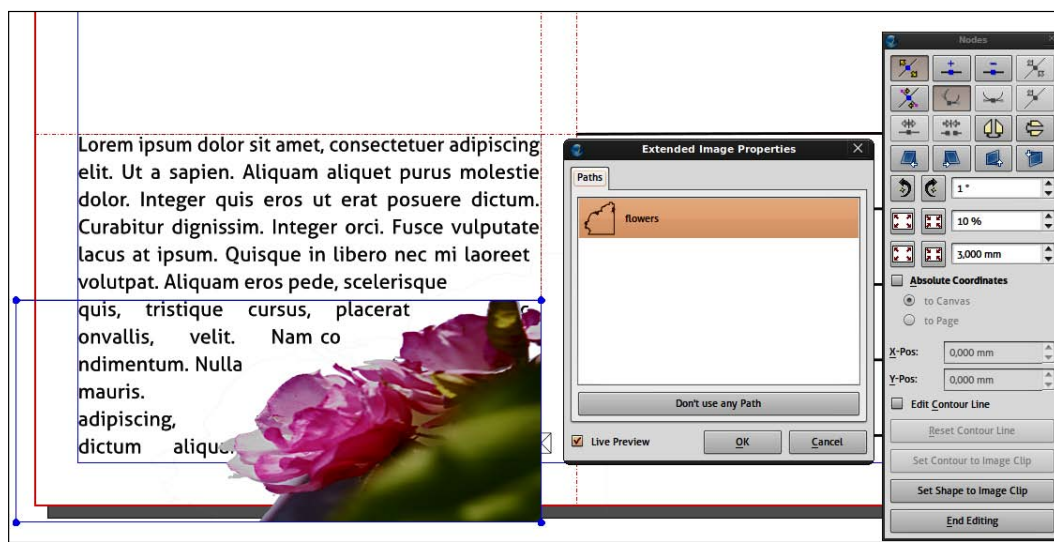 Lorem ipsum dolor sit amet, consectetuer adipiscing
elit. Ut a sapien. Aliquam aliquet purus molestie
dolor. Integer quis eros ut erat posuere dictum.
Curabitur dignissim. Integer orci. Fusce vulputate
lacus at ipsum. Quisque in libero nec mi laoreet
volutpat. Aliquam eros pede, scelerisque
quis, tristique cursus, placerat c
onvallis, velit. Nam co
ndimentum. Nulla
mauris.
adipiscing,
dictum
Extended Image Properties
Paths
flowers
Don't use any Path
Live Preview
OK
Cancel
Nodes
1 °
10 %
3,000 mm
Absolute Coordinates
to Canvas
to Page
X-Pos: 0,000 mm
Y-Pos: 0,000 mm
Edit Contour Line
Reset Contour Line
Set Contour to Image Clip
Set Shape to Image Clip
End Editing